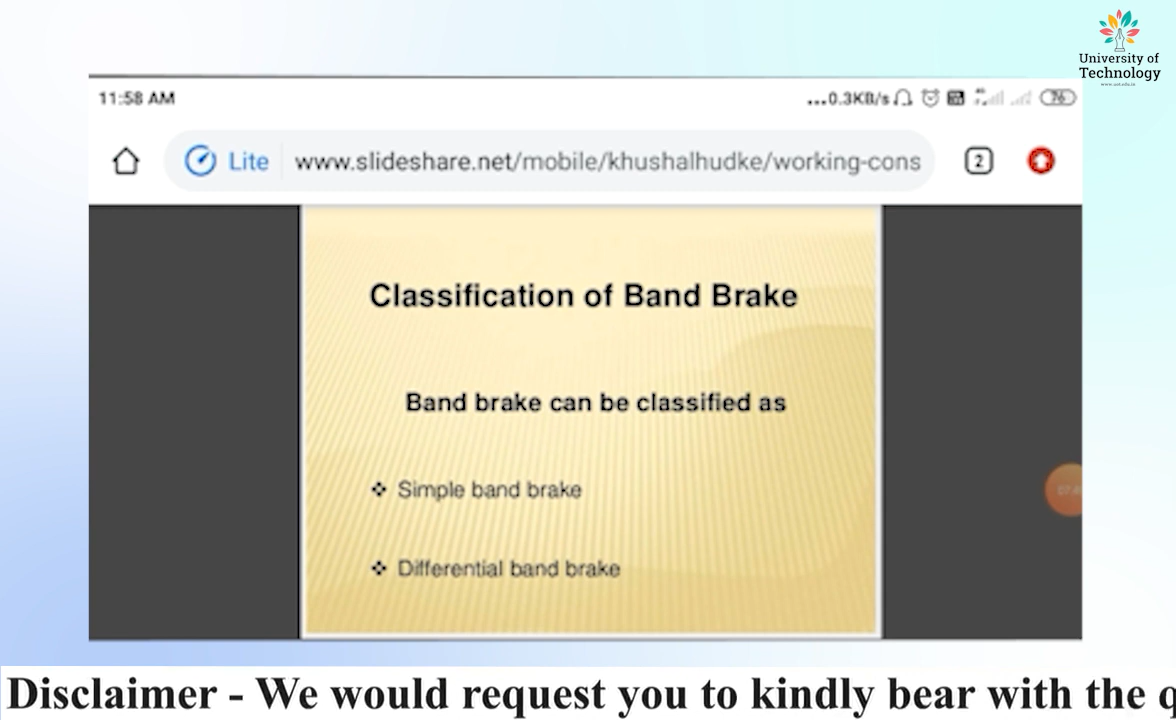 University of
Technology
11:58 AM
...0.3KB/s
76
Lite
www.slideshare.net/mobile/khushalhudke/working-cons
2
Classification of Band Brake
Band brake can be classified as
❖ Simple band brake
❖ Differential band brake
Disclaimer - We would request you to kindly bear with the q